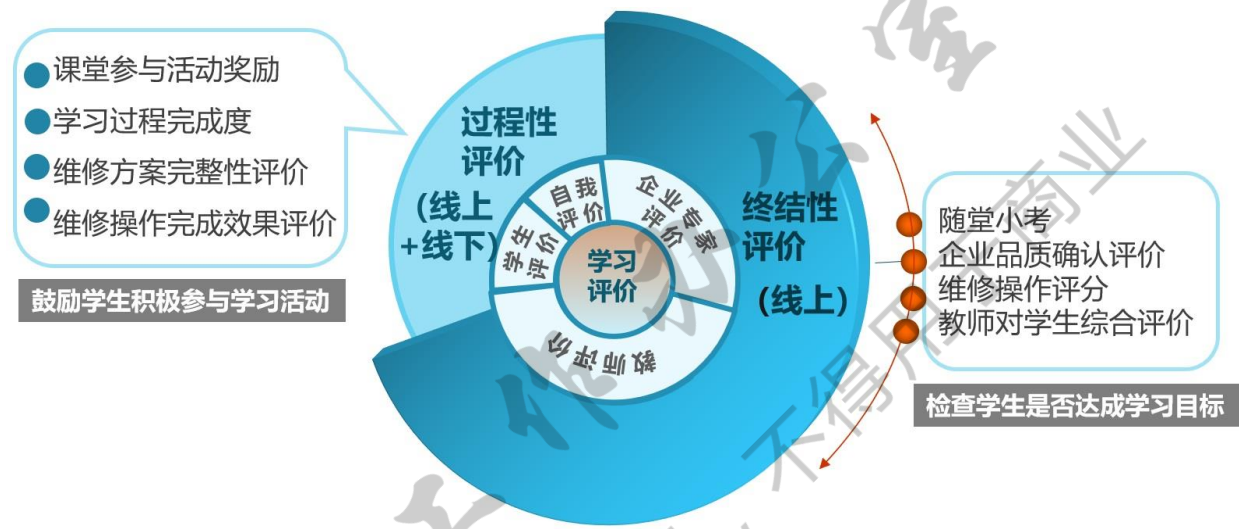 课堂参与活动奖励
学习过程完成度
维修方案完整性评价
维修操作完成效果评价
鼓励学生积极参与学习活动
过程性
评价
(线上
+线下)
自我
评价
学生
评价
企业专家
评价
教师评价
学习
评价
终结性
评价
(线上)
随堂小考
企业品质确认评价
维修操作评分
教师对学生综合评价
检查学生是否达成学习目标
不得用于商业